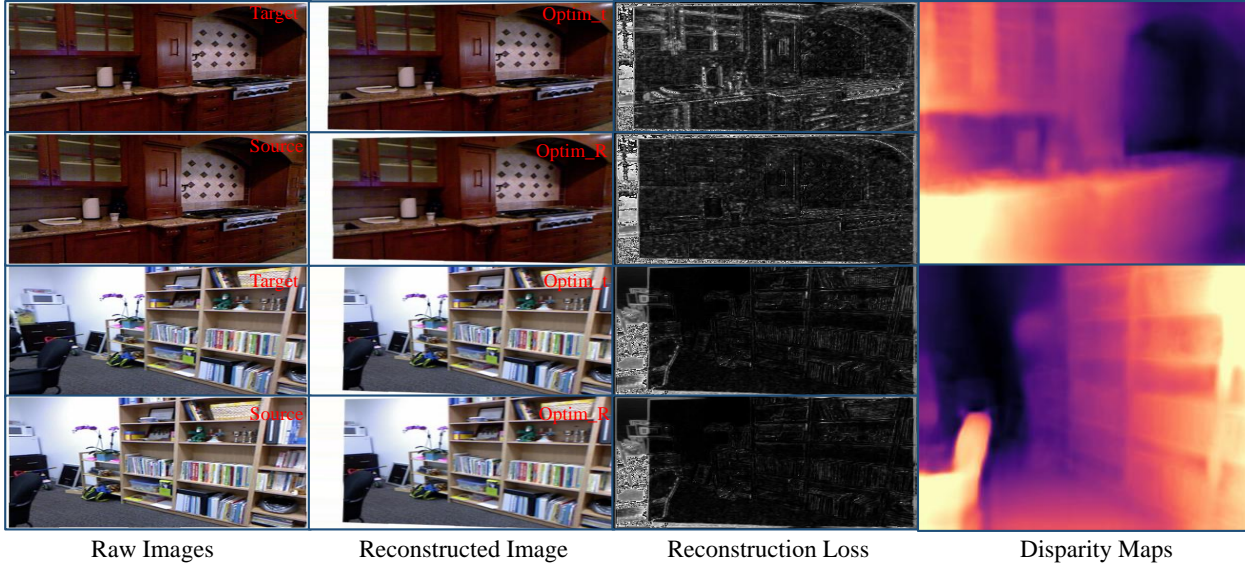 Target
Optim_t
Source
Optim_R
Target
Optim_t
Source
Optim_R
Raw Images
Reconstructed Image
Reconstruction Loss
Disparity Maps